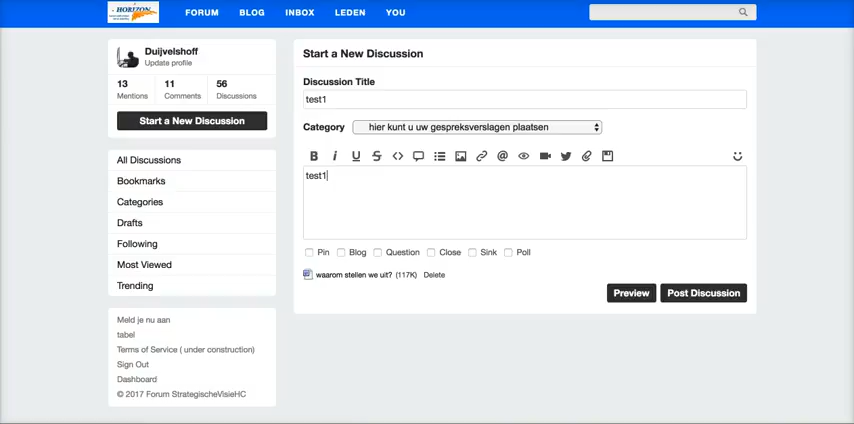 HORIZON
FORUM BLOG INBOX LEDEN YOU
Duijvelshoff
Update profile
13 11 56
Mentions Comments Discussions
Start a New Discussion
All Discussions
Bookmarks
Categories
Drafts
Following
Most Viewed
Trending
Meld je nu aan
tabel
Terms of Service ( under construction)
Sign Out
Dashboard
© 2017 Forum StrategischeVisieHC
Start a New Discussion
Discussion Title
test1
Category hier kunt u uw gespreksverslagen plaatsen
B i U S
test1
Pin Blog Question Close Sink Poll
waarom stellen we uit? (117K) Delete
Preview Post Discussion